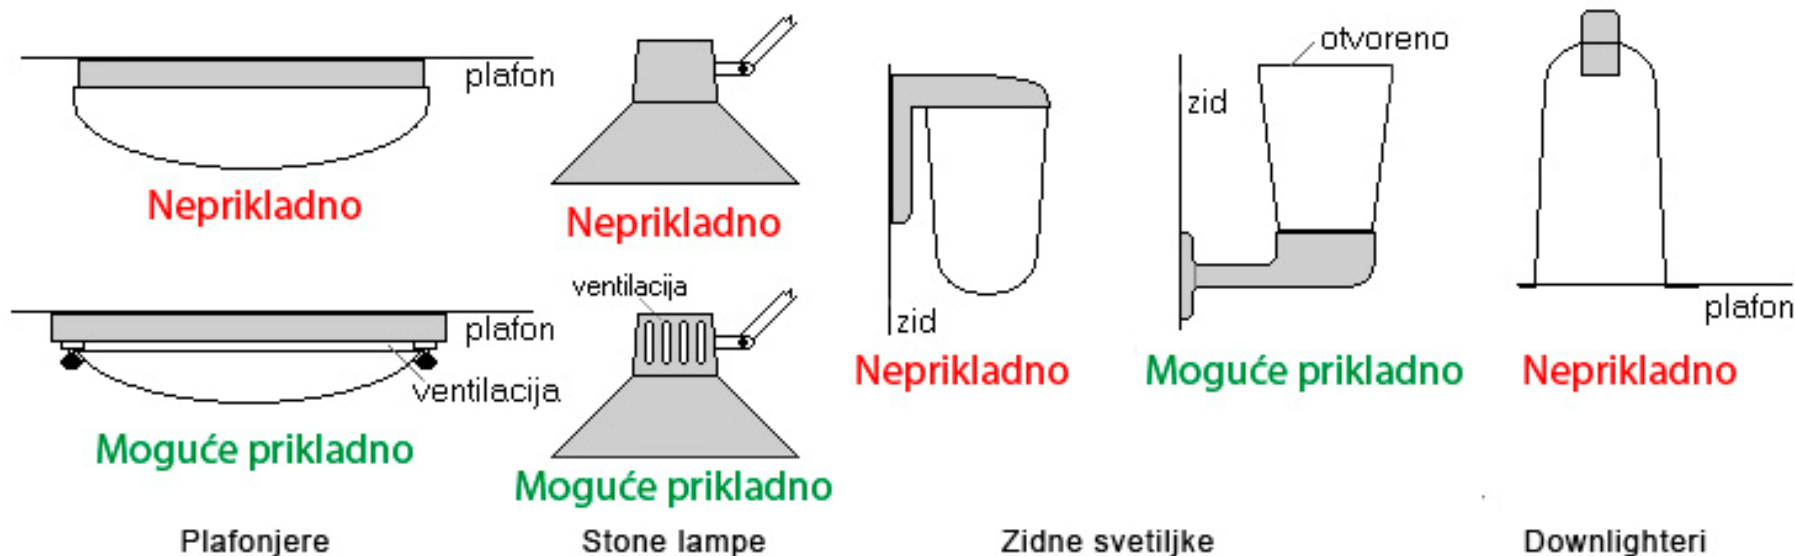 plafon
Neprikladno
plafon
ventilacija
Moguće prikladno
Plafonjere
Neprikladno
ventilacija
Moguće prikladno
Stone lampe
zid
Neprikladno
otvoreno
zid
Moguće prikladno
Zidne svetiljke
plafon
Neprikladno
Downlighteri